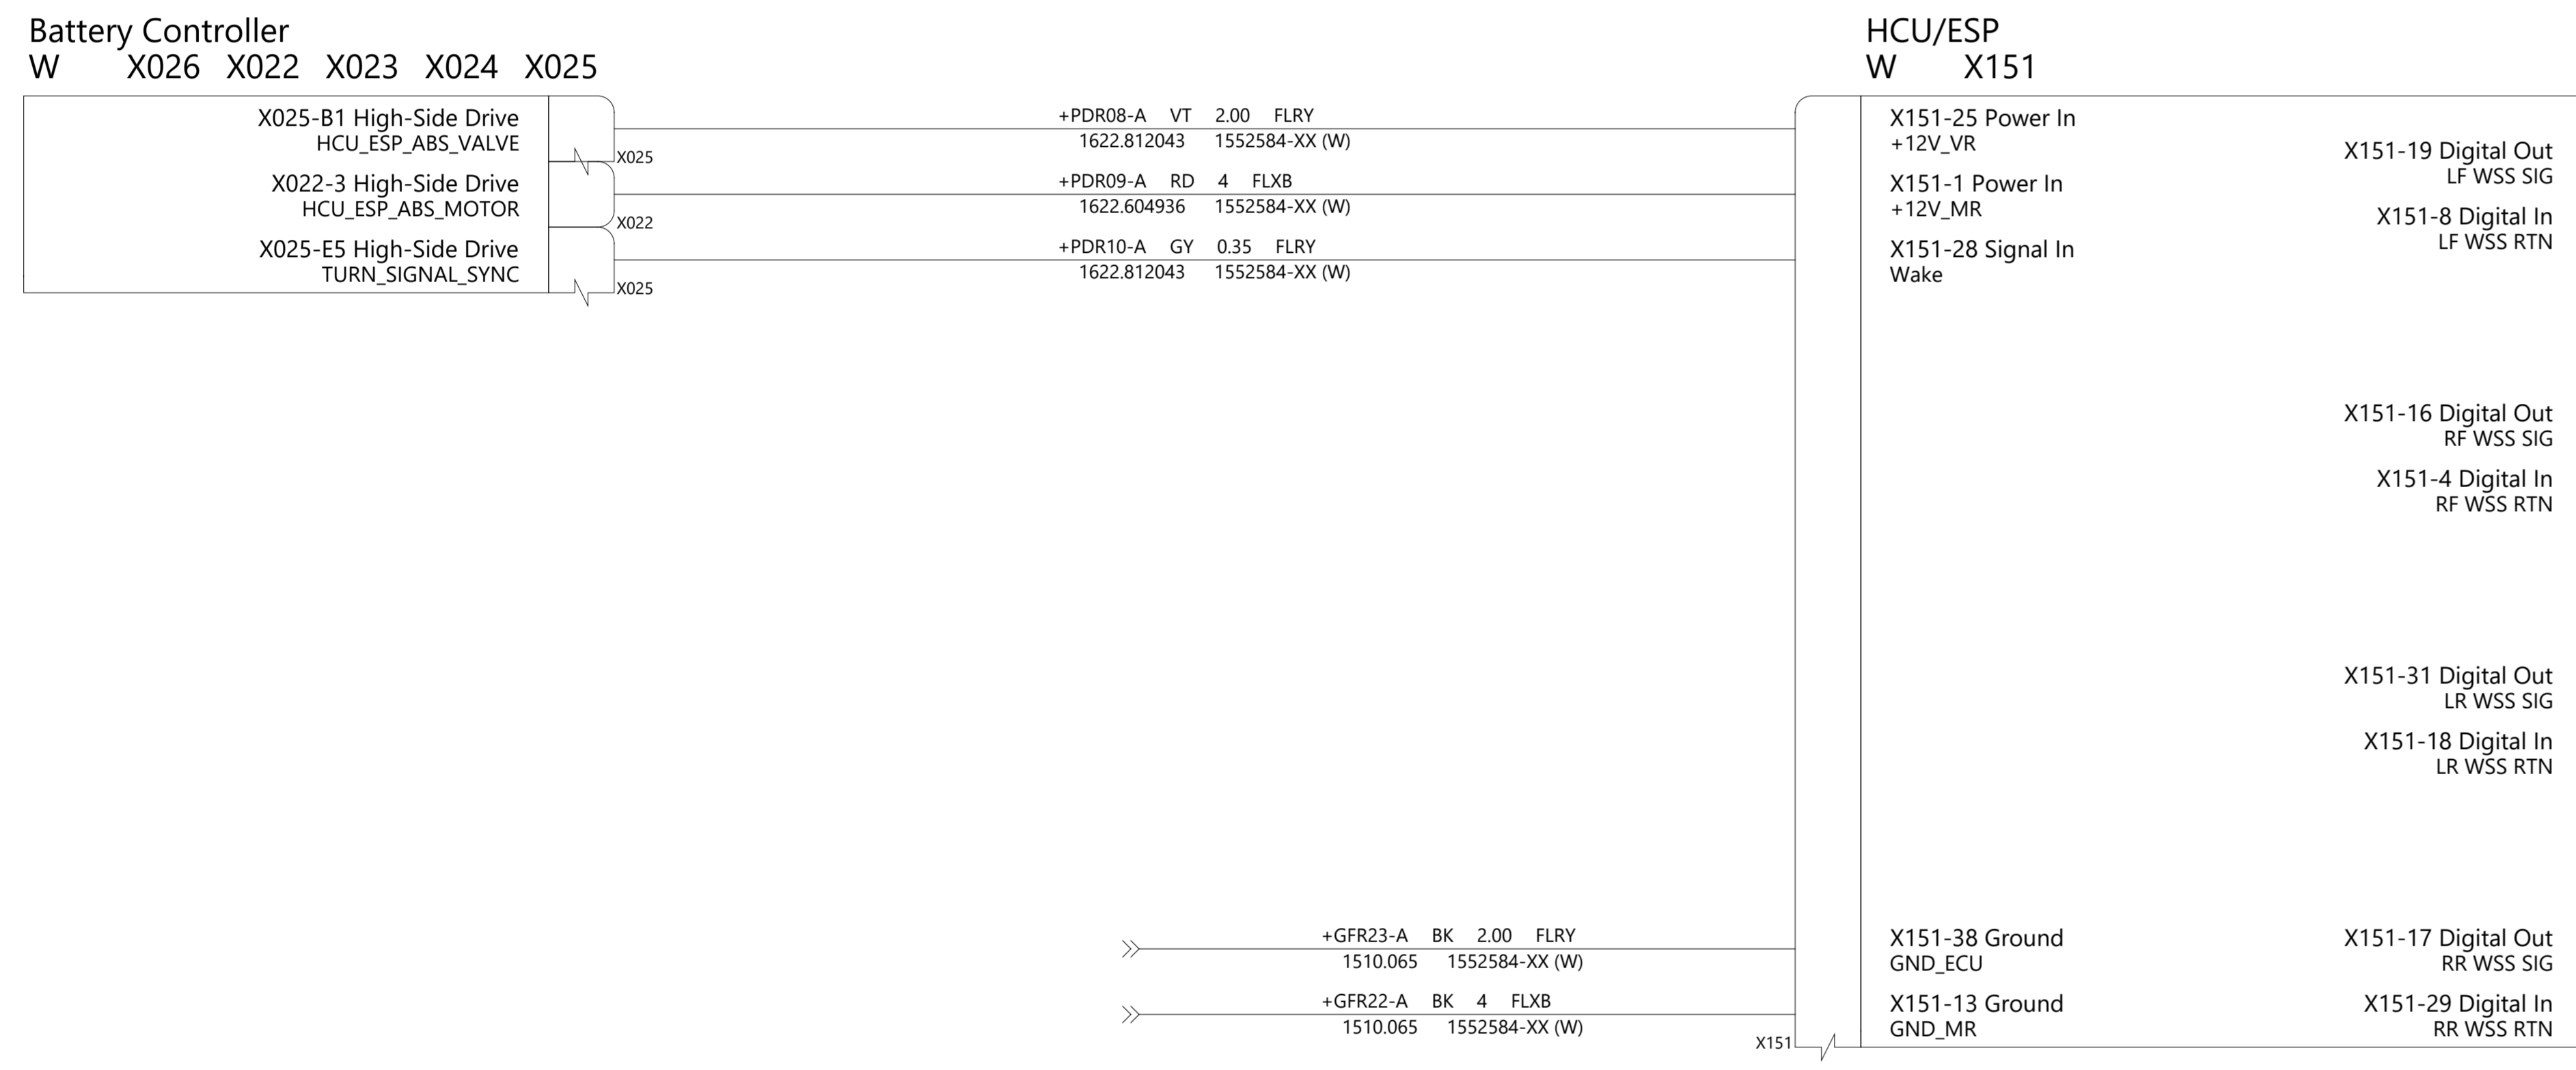 Battery Controller
W X026 X022 X023 X024 X025
X025-B1 High-Side Drive
HCU_ESP_ABS_VALVE
X025
X022-3 High-Side Drive
HCU_ESP_ABS_MOTOR
X022
X025-E5 High-Side Drive
TURN_SIGNAL_SYNC
X025
+PDR08-A VT 2.00 FLRY
1622.812043 1552584-XX (W)
+PDR09-A RD 4 FLXB
1622.604936 1552584-XX (W)
+PDR10-A GY 0.35 FLRY
1622.812043 1552584-XX (W)
+GFR23-A BK 2.00 FLRY
1510.065 1552584-XX (W)
+GFR22-A BK 4 FLXB
1510.065 1552584-XX (W)
X151
HCU/ESP
W X151
X151-25 Power In
+12V_VR
X151-1 Power In
+12V_MR
X151-28 Signal In
Wake
X151-38 Ground
GND_ECU
X151-13 Ground
GND_MR
X151-19 Digital Out
LF WSS SIG
X151-8 Digital In
LF WSS RTN
X151-16 Digital Out
RF WSS SIG
X151-4 Digital In
RF WSS RTN
X151-31 Digital Out
LR WSS SIG
X151-18 Digital In
LR WSS RTN
X151-17 Digital Out
RR WSS SIG
X151-29 Digital In
RR WSS RTN